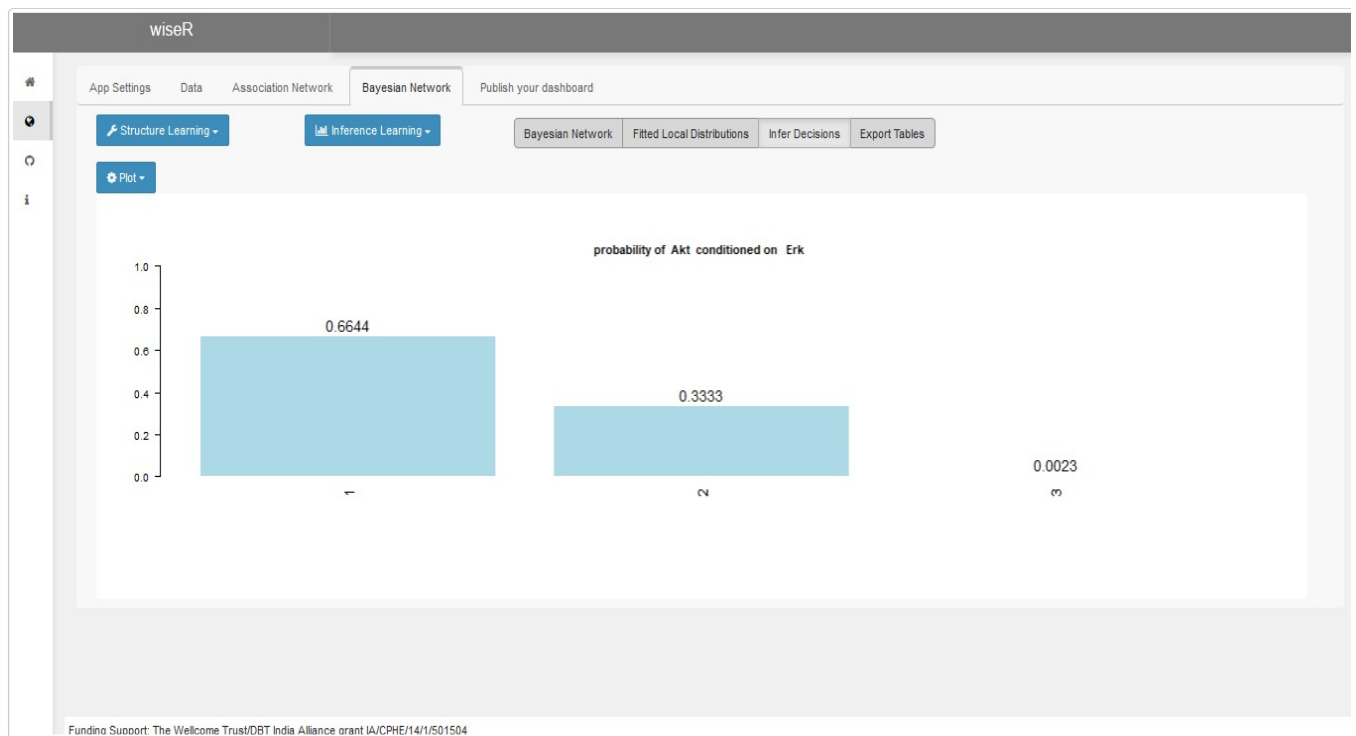 wiseR
App Settings Data Association Network Bayesian Network Publish your dashboard
Structure Learning Inference Learning Bayesian Network Fitted Local Distributions Infer Decisions Export Tables
Plot
probability of Akt conditioned on Erk
1.0
0.8
0.6644
0.6
0.4
0.3333
0.2
0.0023
0.0
1 2 3
Funding Support: The Wellcome Trust/DBT India Alliance grant IA/CPHE/14/1/501504